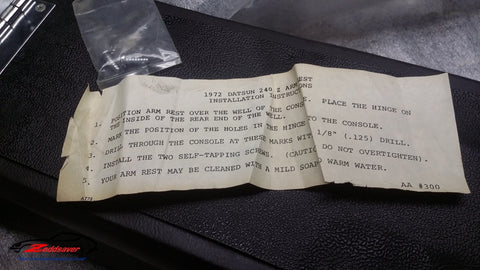 1972 DATSUN 240 Z ARM REST
INSTALLATION INSTRUCTIONS
1. POSITION ARM REST OVER THE WELL OF THE CONSOLE. PLACE THE HINGE ON
THE INSIDE OF THE REAR END OF THE WELL.
2. MARK THE POSITION OF THE HOLES IN THE HINGE TO THE CONSOLE.
3. DRILL THROUGH THE CONSOLE AT THESE MARKS WITH 1/8" (.125) DRILL.
4. INSTALL THE TWO SELF-TAPPING SCREWS. (CAUTION DO NOT OVERTIGHTEN).
5. YOUR ARM REST MAY BE CLEANED WITH A MILD SOAP WARM WATER.
AA #300
Zeddsaver